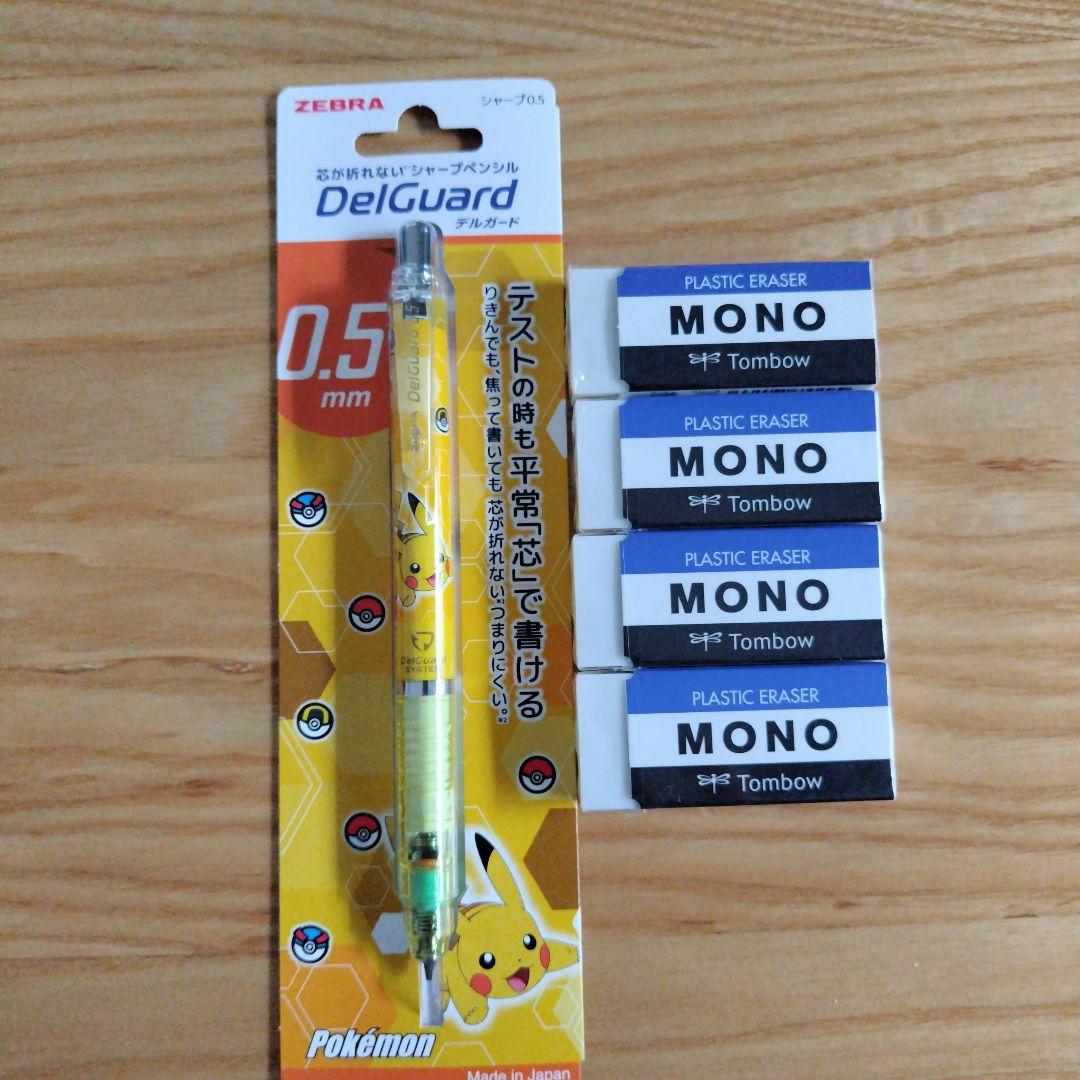 ZEBRA
シャープ0.5
芯が折れない シャープペンシル
DelGuard
デルガード
0.5
mm
テストの時も平常「芯」で書ける
りきんでも、焦って書いても 芯が折れない※1つまりにくい。※2
DelGuard 0.5
DelGuard
SYSTEM
Pokémon
Made in Japan
PLASTIC ERASER
MONO
Tombow
PLASTIC ERASER
MONO
Tombow
PLASTIC ERASER
MONO
Tombow
PLASTIC ERASER
MONO
Tombow